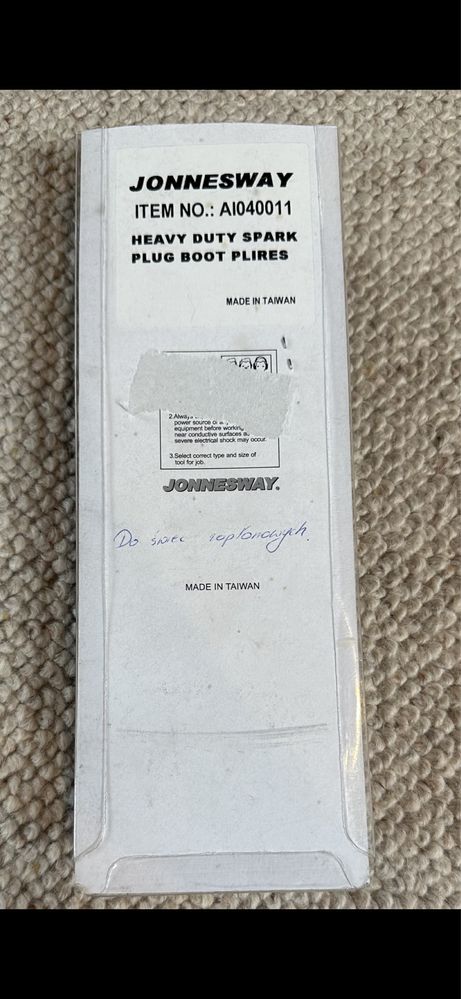 JONNESWAY
ITEM NO.: AI040011
HEAVY DUTY SPARK
PLUG BOOT PLIRES
MADE IN TAIWAN
2.Always
power source of
equipment before working
near conductive surfaces as
severe electrical shock may occur.
3.Select correct type and size of
tool for job.
JONNESWAY®
Do świec zapłonowych.
MADE IN TAIWAN